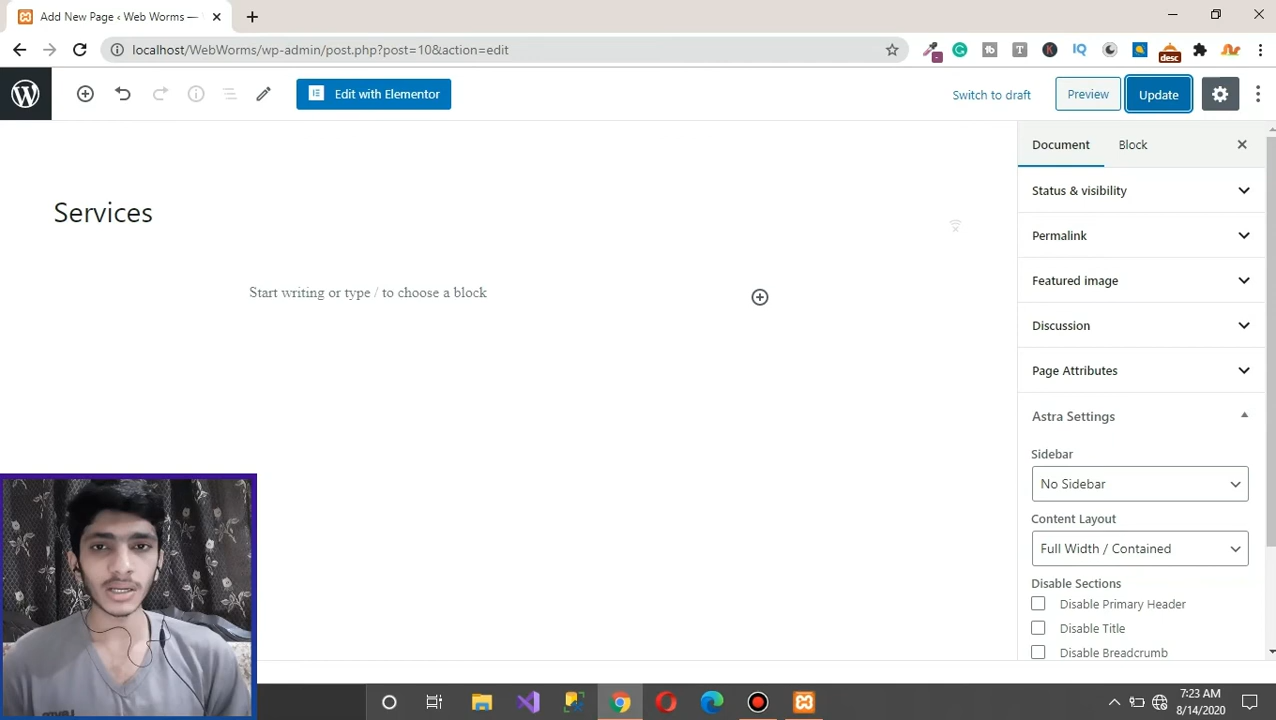 Add New Page ‹ Web Worms —
localhost/WebWorms/wp-admin/post.php?post=10&action=edit
desc
Edit with Elementor
Switch to draft
Preview
Update
Document
Block
Status & visibility
Services
Permalink
Start writing or type / to choose a block
Featured image
Discussion
Page Attributes
Astra Settings
Sidebar
No Sidebar
Content Layout
Full Width / Contained
Disable Sections
Disable Primary Header
Disable Title
Disable Breadcrumb
7:23 AM
8/14/2020